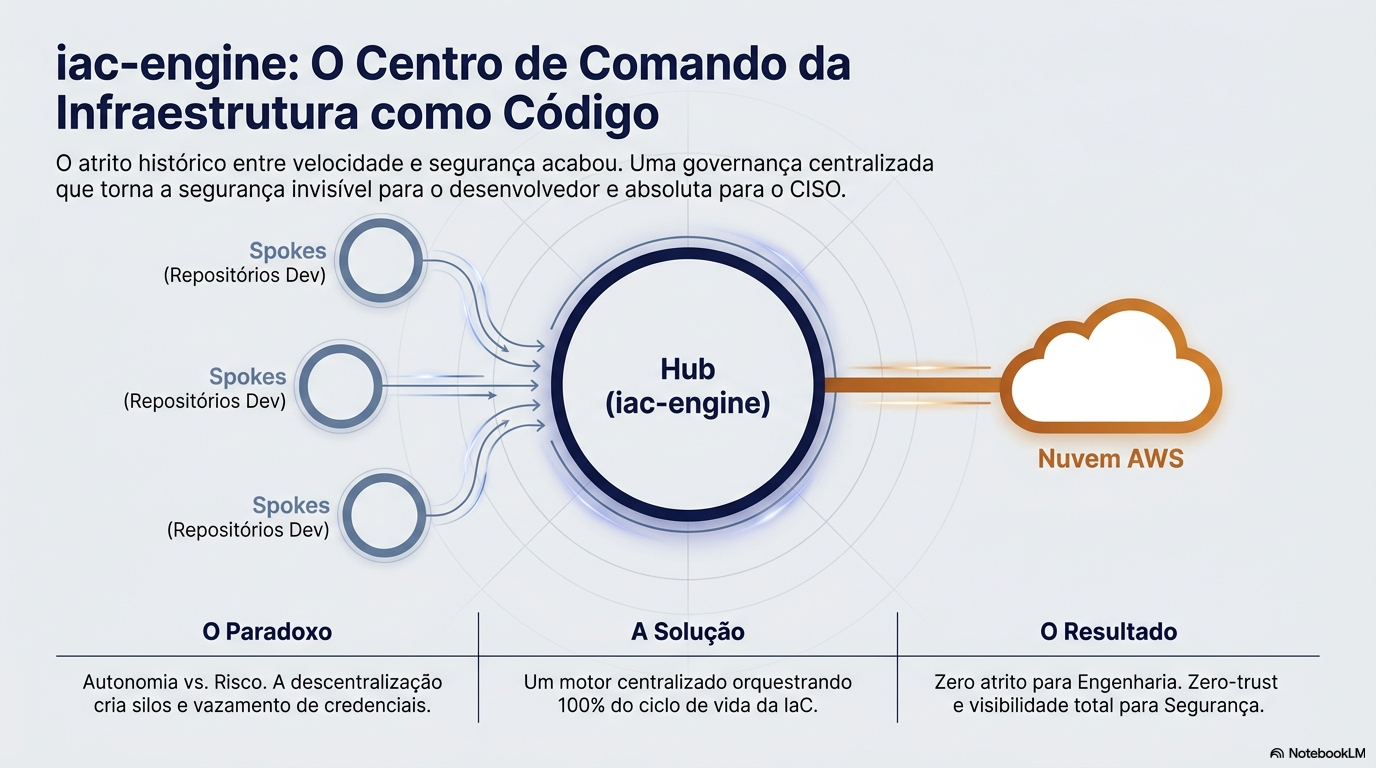 iac-engine: O Centro de Comando da
Infraestrutura como Código
O atrito histórico entre velocidade e segurança acabou. Uma governança centralizada
que torna a segurança invisível para o desenvolvedor e absoluta para o CISO.
Spokes
(Repositórios Dev)
Spokes
(Repositórios Dev)
Spokes
(Repositórios Dev)
Hub
(iac-engine)
Nuvem AWS
O Paradoxo
Autonomia vs. Risco. A descentralização
cria silos e vazamento de credenciais.
A Solução
Um motor centralizado orquestrando
100% do ciclo de vida da IaC.
O Resultado
Zero atrito para Engenharia. Zero-trust
e visibilidade total para Segurança.
NotebookLM